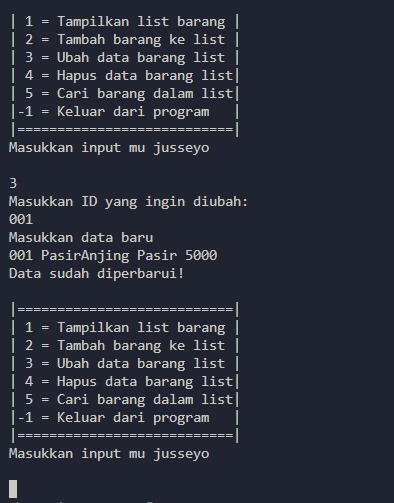 | 1 = Tampilkan list barang |
| 2 = Tambah barang ke list |
| 3 = Ubah data barang list |
| 4 = Hapus data barang list|
| 5 = Cari barang dalam list|
|-1 = Keluar dari program   |
|===========================|
Masukkan input mu jusseyo
3
Masukkan ID yang ingin diubah:
001
Masukkan data baru
001 PasirAnjing Pasir 5000
Data sudah diperbarui!
|===========================|
| 1 = Tampilkan list barang |
| 2 = Tambah barang ke list |
| 3 = Ubah data barang list |
| 4 = Hapus data barang list|
| 5 = Cari barang dalam list|
|-1 = Keluar dari program   |
|===========================|
Masukkan input mu jusseyo